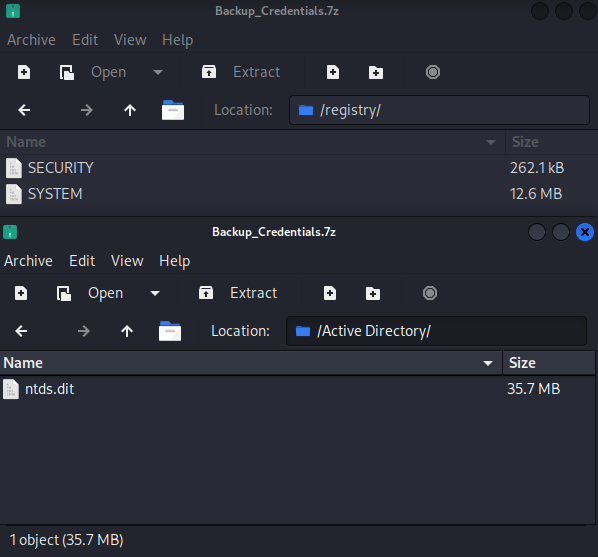 Backup_Credentials.7z
Archive Edit View Help
Open Extract
Location: /registry/
Name Size
SECURITY 262.1 kB
SYSTEM 12.6 MB
Backup_Credentials.7z
Archive Edit View Help
Open Extract
Location: /Active Directory/
Name Size
ntds.dit 35.7 MB
1 object (35.7 MB)